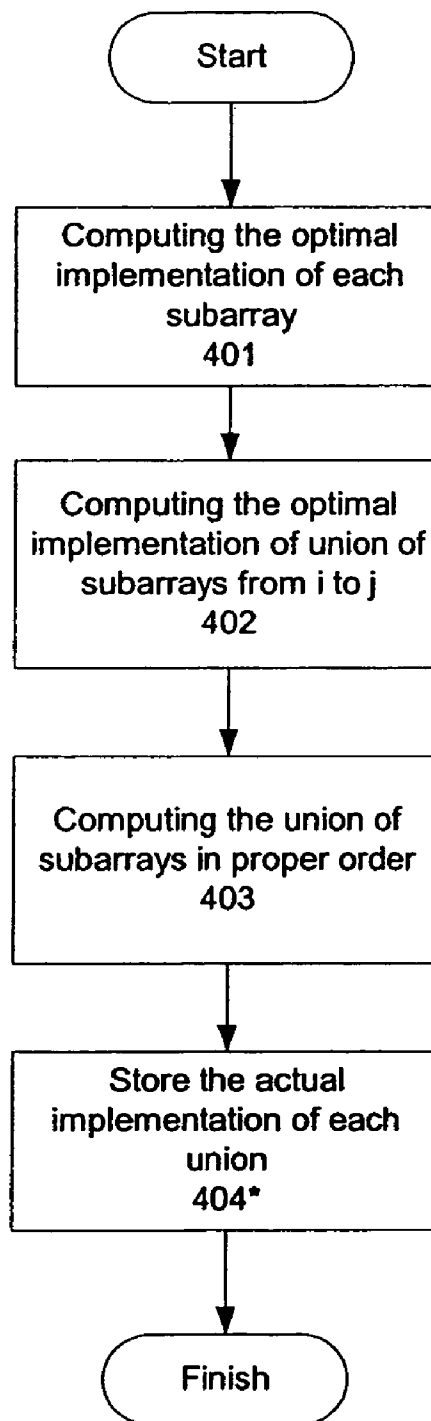 Start
Computing the optimal
implementation of each
subarray
401
Computing the optimal
implementation of union of
subarrays from i to j
402
Computing the union of
subarrays in proper order
403
Store the actual
implementation of each
union
404*
Finish